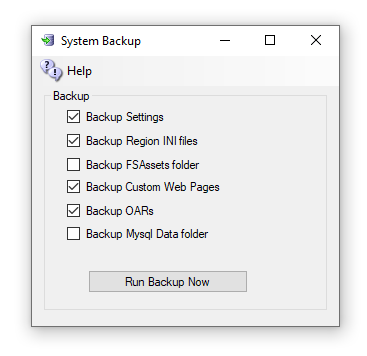 System Backup
Help
Backup
Backup Settings
Backup Region INI files
Backup FSAssets folder
Backup Custom Web Pages
Backup OARs
Backup Mysql Data folder
Run Backup Now